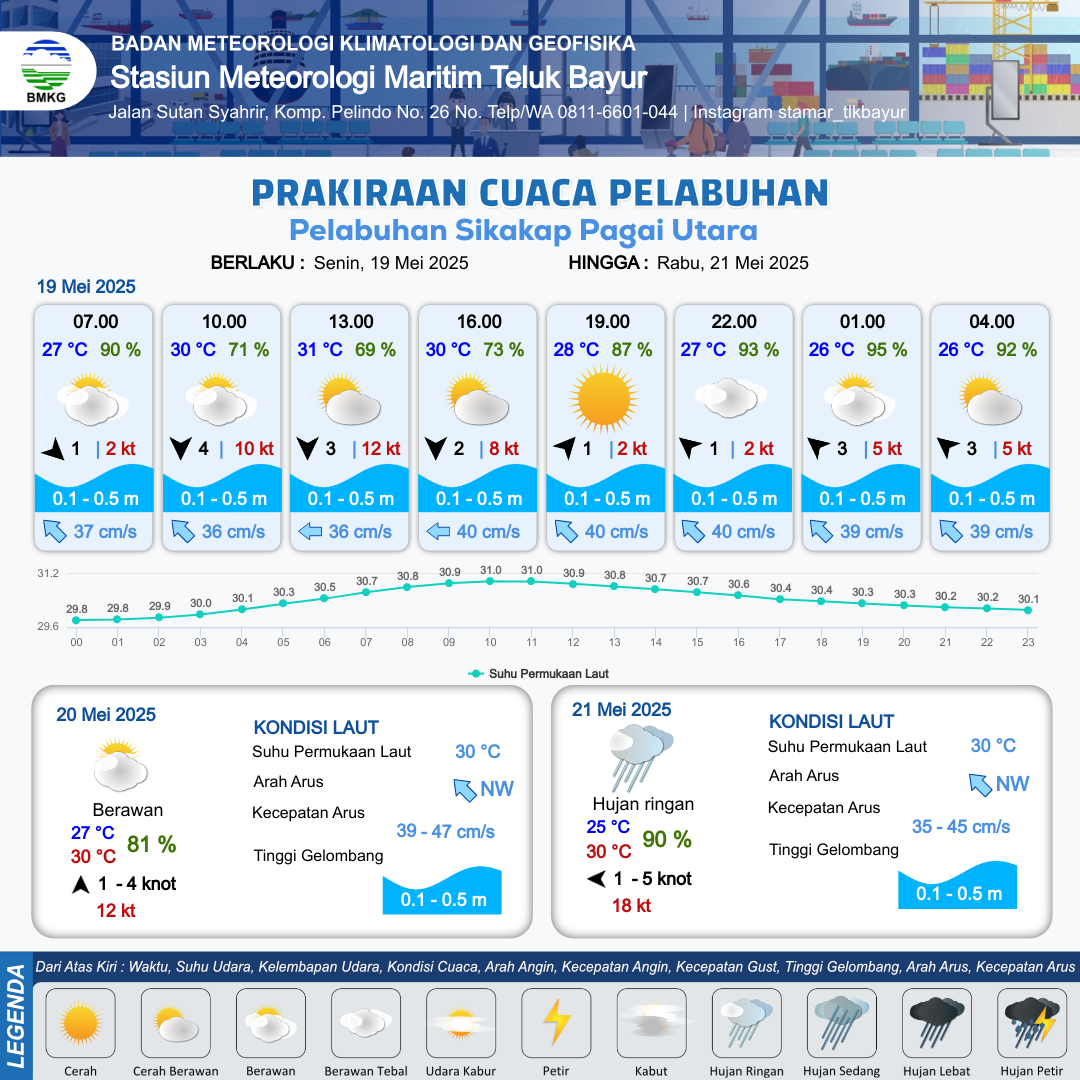 BMKG
BADAN METEOROLOGI KLIMATOLOGI DAN GEOFISIKA
Stasiun Meteorologi Maritim Teluk Bayur
Jalan Sutan Syahrir, Komp. Pelindo No. 26 No. Telp/WA 0811-6601-044 | Instagram stamar_tlkbayur
PRAKIRAAN CUACA PELABUHAN
Pelabuhan Sikakap Pagai Utara
BERLAKU : Senin, 19 Mei 2025 HINGGA : Rabu, 21 Mei 2025
19 Mei 2025
07.00 10.00 13.00 16.00 19.00 22.00 01.00 04.00
27 °C 90 % 30 °C 71 % 31 °C 69 % 30 °C 73 % 28 °C 87 % 27 °C 93 % 26 °C 95 % 26 °C 92 %
1 | 2 kt 4 | 10 kt 3 | 12 kt 2 | 8 kt 1 | 2 kt 1 | 2 kt 3 | 5 kt 3 | 5 kt
0.1 - 0.5 m 0.1 - 0.5 m 0.1 - 0.5 m 0.1 - 0.5 m 0.1 - 0.5 m 0.1 - 0.5 m 0.1 - 0.5 m 0.1 - 0.5 m
37 cm/s 36 cm/s 36 cm/s 40 cm/s 40 cm/s 40 cm/s 39 cm/s 39 cm/s
31.2
29.8 29.8 29.9 30.0 30.1 30.3 30.5 30.7 30.8 30.9 31.0 31.0 30.9 30.8 30.7 30.7 30.6 30.4 30.4 30.3 30.3 30.2 30.2 30.1
29.6
00 01 02 03 04 05 06 07 08 09 10 11 12 13 14 15 16 17 18 19 20 21 22 23
Suhu Permukaan Laut
20 Mei 2025
Berawan
27 °C
30 °C
81 %
1 - 4 knot
12 kt
KONDISI LAUT
Suhu Permukaan Laut 30 °C
Arah Arus NW
Kecepatan Arus
39 - 47 cm/s
Tinggi Gelombang
0.1 - 0.5 m
21 Mei 2025
Hujan ringan
25 °C
30 °C
90 %
1 - 5 knot
18 kt
KONDISI LAUT
Suhu Permukaan Laut 30 °C
Arah Arus NW
Kecepatan Arus
35 - 45 cm/s
Tinggi Gelombang
0.1 - 0.5 m
LEGENDA
Dari Atas Kiri : Waktu, Suhu Udara, Kelembapan Udara, Kondisi Cuaca, Arah Angin, Kecepatan Angin, Kecepatan Gust, Tinggi Gelombang, Arah Arus, Kecepatan Arus
Cerah Cerah Berawan Berawan Berawan Tebal Udara Kabur Petir Kabut Hujan Ringan Hujan Sedang Hujan Lebat Hujan Petir